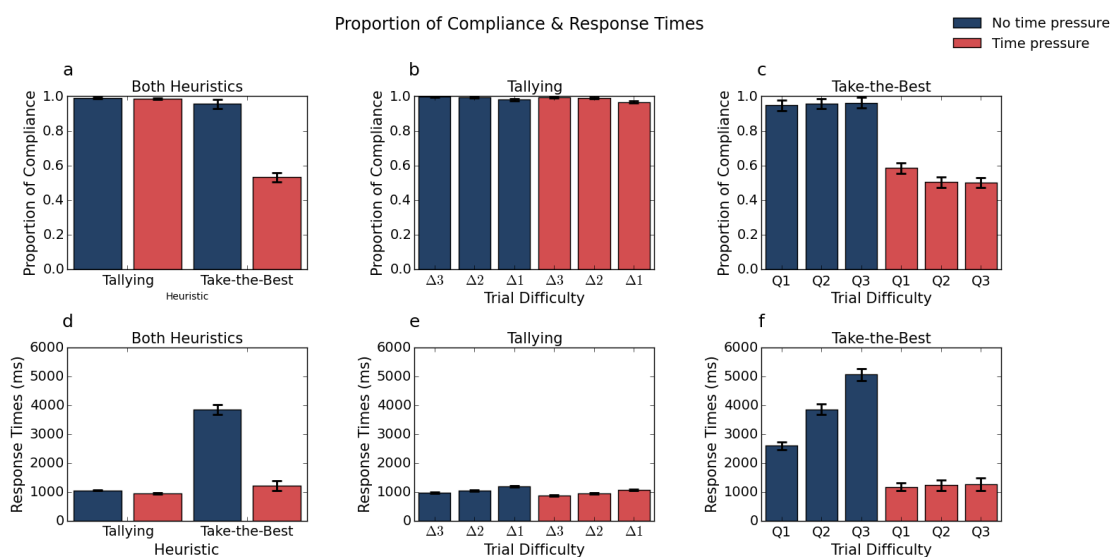 Proportion of Compliance & Response Times
No time pressure
Time pressure
a
Both Heuristics
Proportion of Compliance
1.0
0.8
0.6
0.4
0.2
0.0
Tallying Take-the-Best
Heuristic
b
Tallying
Proportion of Compliance
1.0
0.8
0.6
0.4
0.2
0.0
Δ3 Δ2 Δ1 Δ3 Δ2 Δ1
Trial Difficulty
c
Take-the-Best
Proportion of Compliance
1.0
0.8
0.6
0.4
0.2
0.0
Q1 Q2 Q3 Q1 Q2 Q3
Trial Difficulty
d
Both Heuristics
Response Times (ms)
6000
5000
4000
3000
2000
1000
0
Tallying Take-the-Best
Heuristic
e
Tallying
Response Times (ms)
6000
5000
4000
3000
2000
1000
0
Δ3 Δ2 Δ1 Δ3 Δ2 Δ1
Trial Difficulty
f
Take-the-Best
Response Times (ms)
6000
5000
4000
3000
2000
1000
0
Q1 Q2 Q3 Q1 Q2 Q3
Trial Difficulty